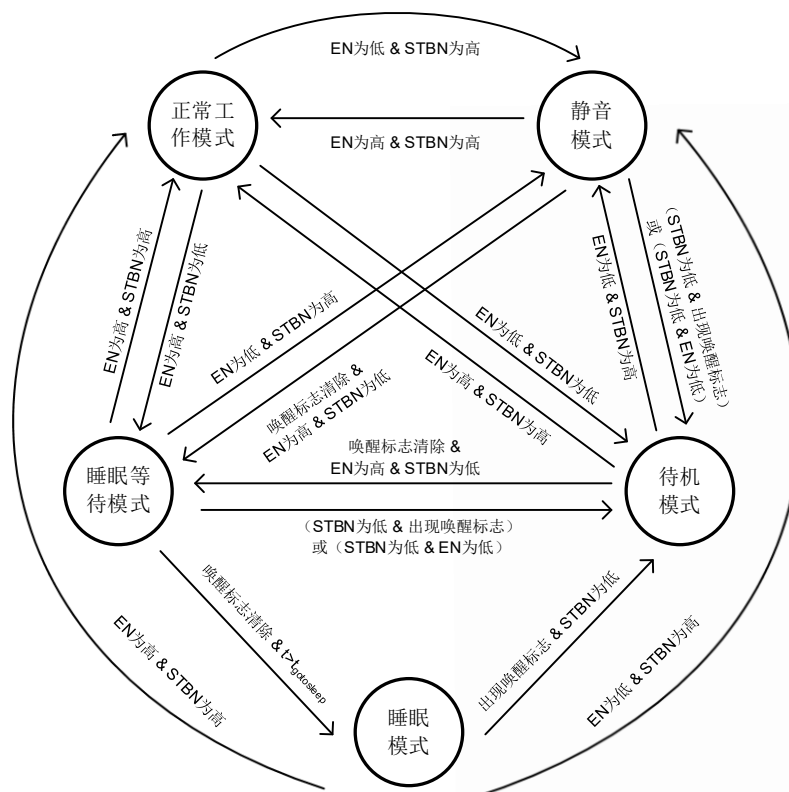 EN为低 & STBN为高
正常工
作模式
静音
模式
EN为高 & STBN为高
EN为高 & STBN为高
EN为高 & STBN为低
EN为低 & STBN为高
唤醒标志清除 &
EN为高 & STBN为低
EN为低 & STBN为低
EN为高 & STBN为高
EN为低 & STBN为高
（STBN为低 & 出现唤醒标志）
或（STBN为低 & EN为低）
唤醒标志清除 &
EN为高 & STBN为低
睡眠等
待模式
待机
模式
（STBN为低 & 出现唤醒标志）
或（STBN为低 & EN为低）
唤醒标志清除 & t>tgotosleep
出现唤醒标志 & STBN为低
EN为高 & STBN为高
EN为低 & STBN为高
睡眠
模式